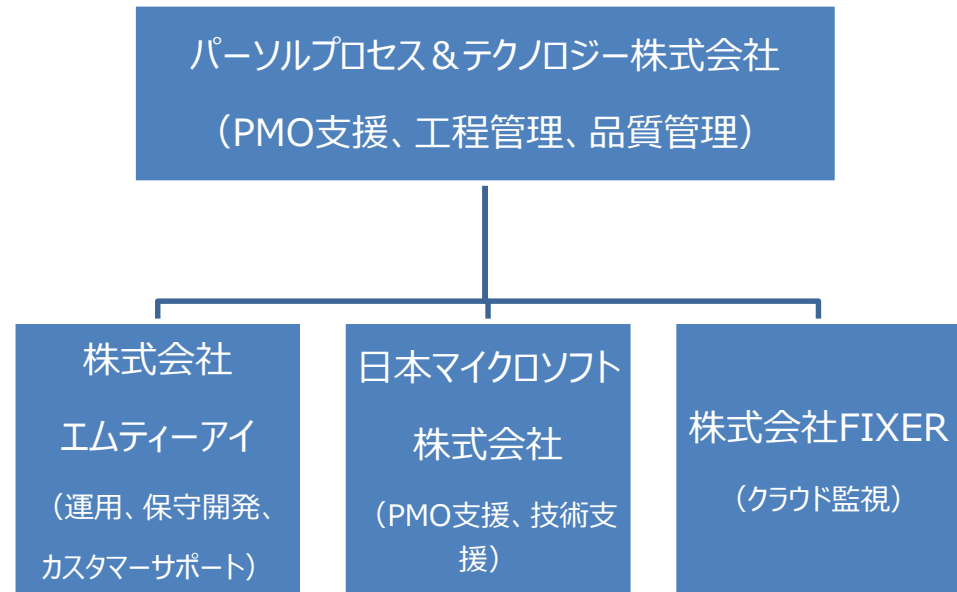 パーソルプロセス＆テクノロジー株式会社
（PMO支援、工程管理、品質管理）
株式会社
エムティーアイ
（運用、保守開発、
カスタマーサポート）
日本マイクロソフト
株式会社
（PMO支援、技術支
援）
株式会社FIXER
（クラウド監視）